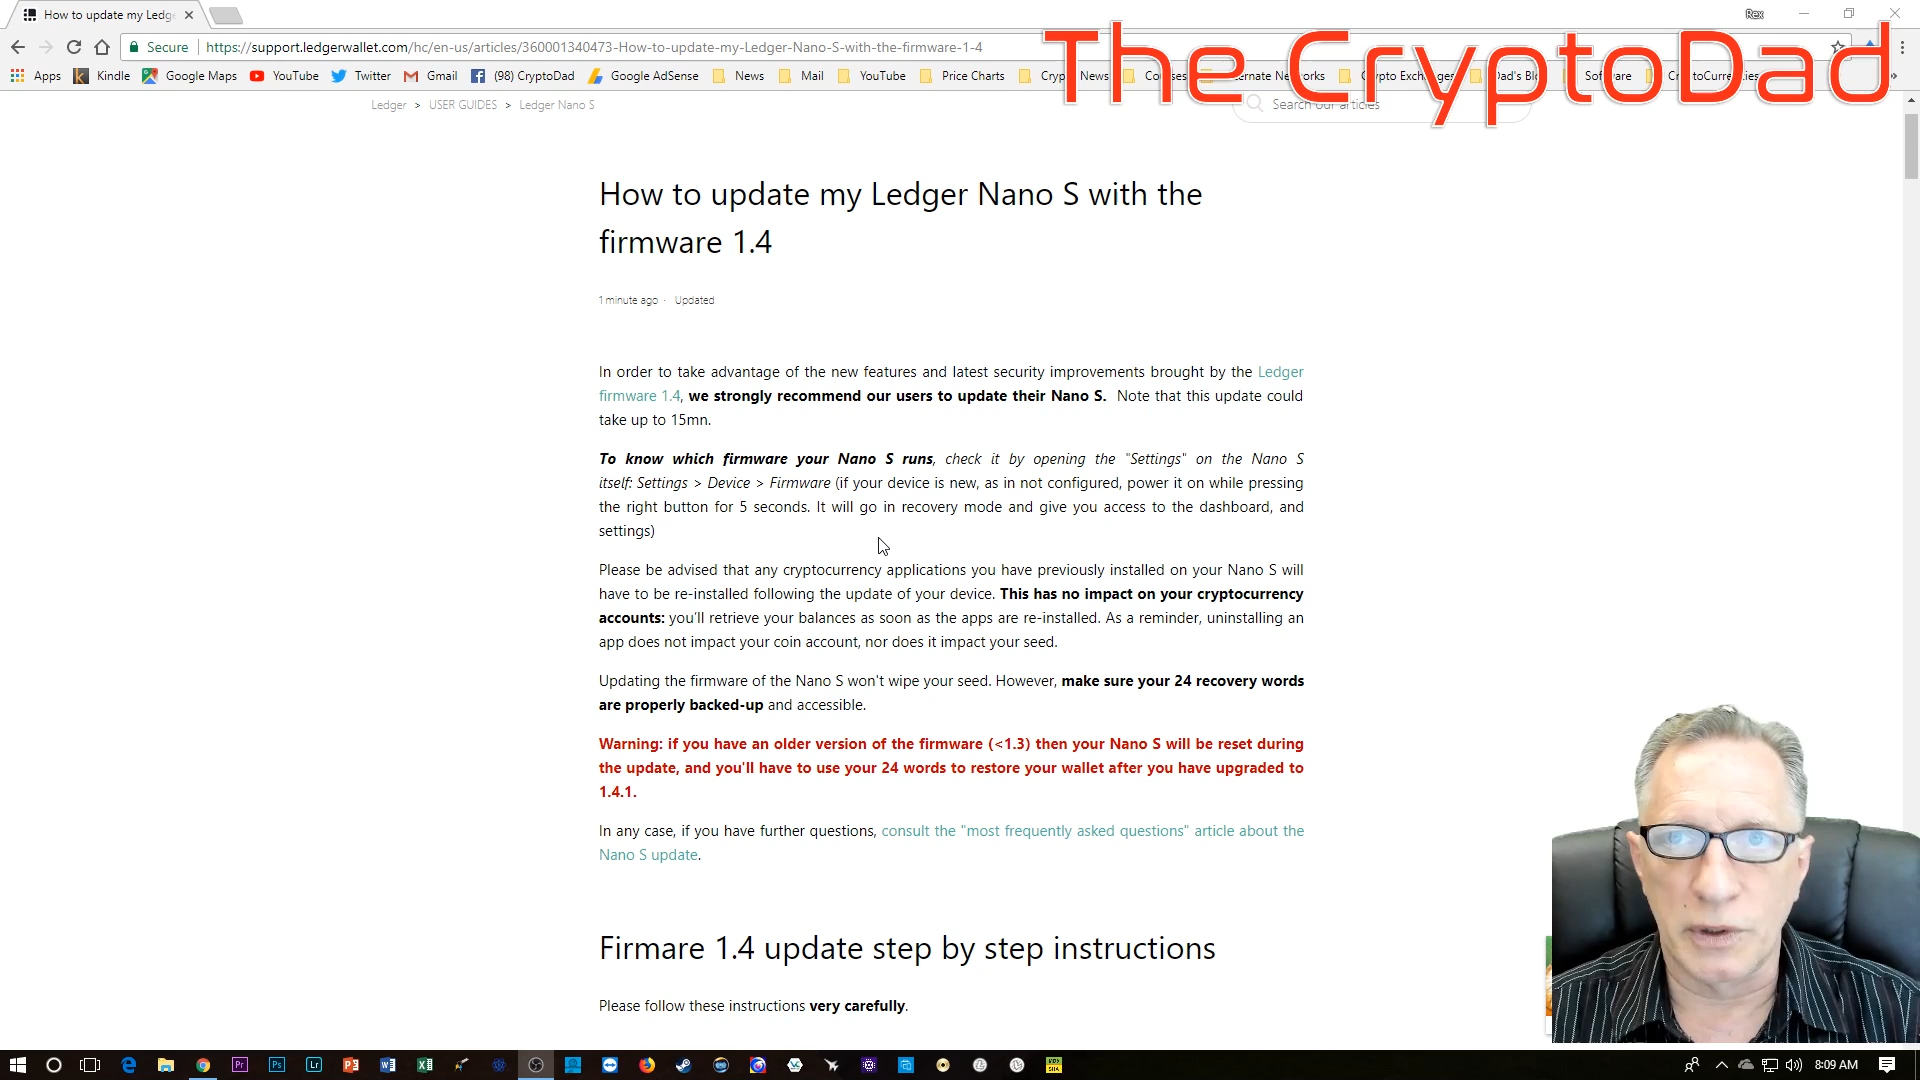 How to update my Ledg
Rex
Secure
https://support.ledgerwallet.com/hc/en-us/articles/360001340473-How-to-update-my-Ledger-Nano-S-with-the-firmware-1-4
The CryptoDad
Apps Kindle Google Maps YouTube Twitter Gmail (98) CryptoDad Google AdSense News Mail YouTube Price Charts News Software
Ledger > USER GUIDES > Ledger Nano S
Search our articles
How to update my Ledger Nano S with the
firmware 1.4
1 minute ago · Updated
In order to take advantage of the new features and latest security improvements brought by the Ledger
firmware 1.4, we strongly recommend our users to update their Nano S. Note that this update could
take up to 15mn.
To know which firmware your Nano S runs, check it by opening the "Settings" on the Nano S
itself: Settings > Device > Firmware (if your device is new, as in not configured, power it on while pressing
the right button for 5 seconds. It will go in recovery mode and give you access to the dashboard, and
settings)
Please be advised that any cryptocurrency applications you have previously installed on your Nano S will
have to be re-installed following the update of your device. This has no impact on your cryptocurrency
accounts: you'll retrieve your balances as soon as the apps are re-installed. As a reminder, uninstalling an
app does not impact your coin account, nor does it impact your seed.
Updating the firmware of the Nano S won't wipe your seed. However, make sure your 24 recovery words
are properly backed-up and accessible.
Warning: if you have an older version of the firmware (<1.3) then your Nano S will be reset during
the update, and you'll have to use your 24 words to restore your wallet after you have upgraded to
1.4.1.
In any case, if you have further questions, consult the "most frequently asked questions" article about the
Nano S update.
Firmare 1.4 update step by step instructions
Please follow these instructions very carefully.
8:09 AM